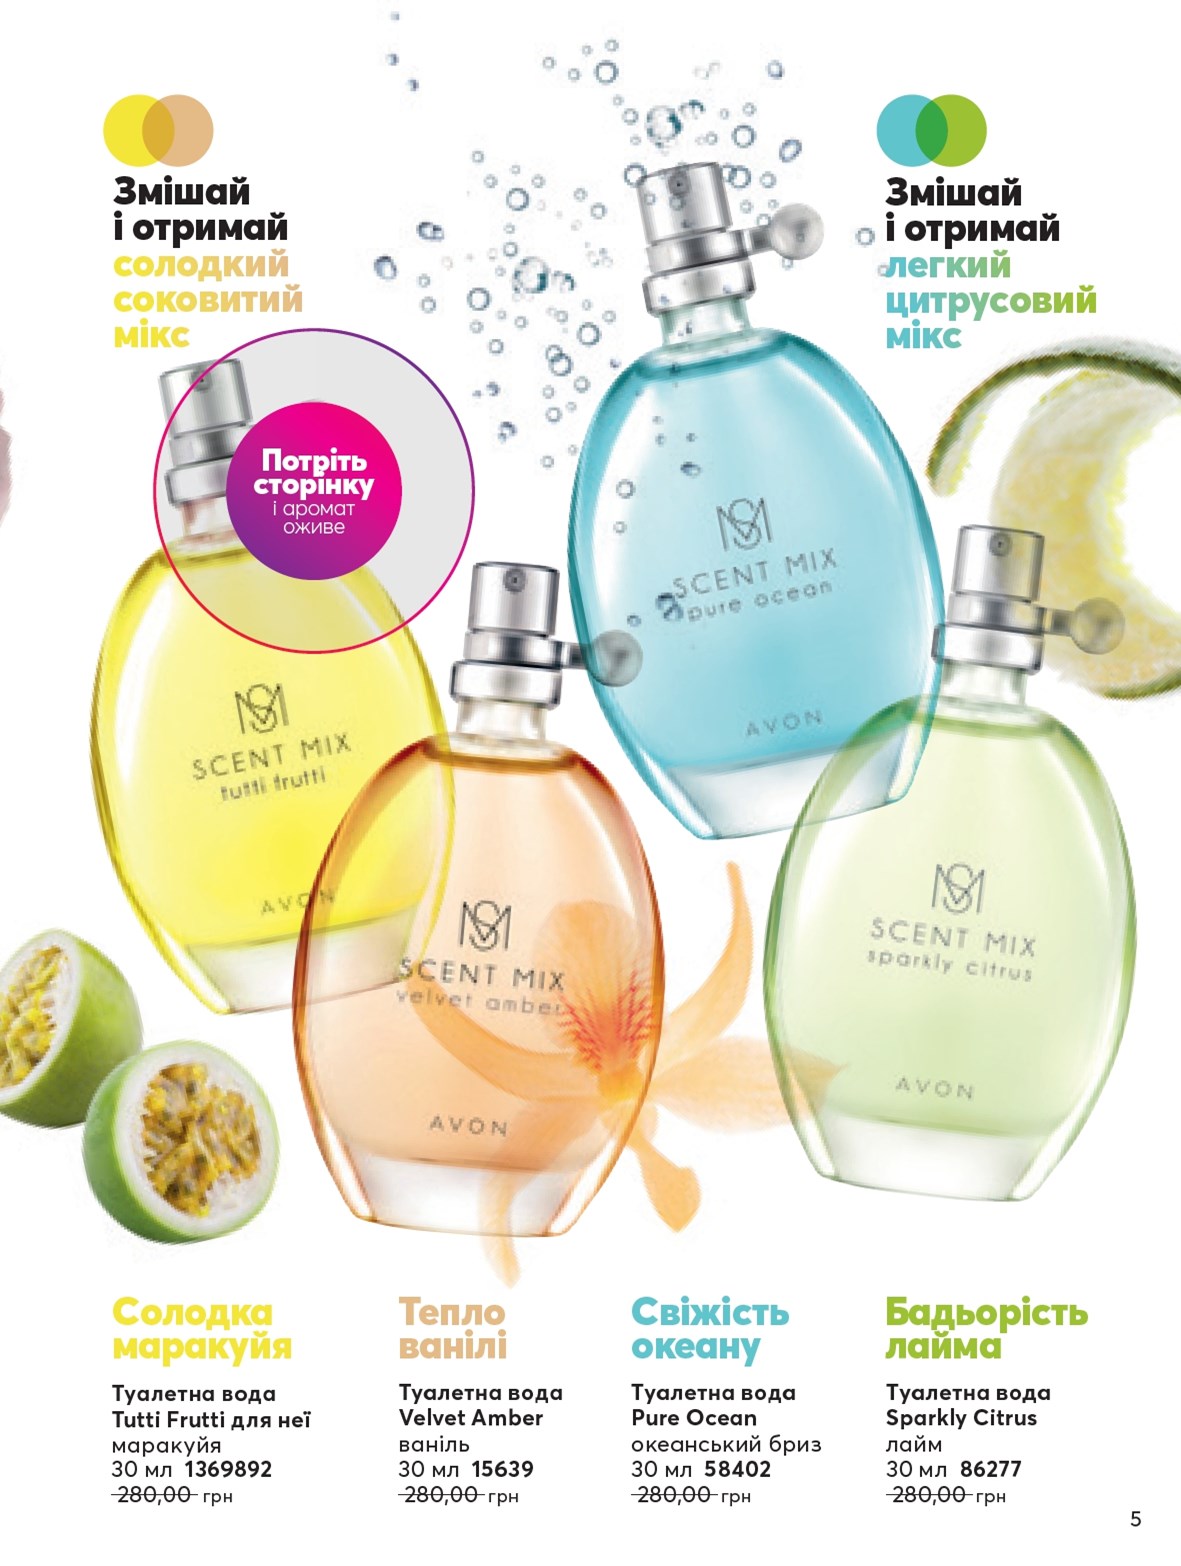 Змішай
і отримай
солодкий
соковитий
мікс
Змішай
і отримай
легкий
цитрусовий
мікс
Потріть
сторінку
і аромат
оживе
SCENT MIX
pure ocean
AVON
SCENT MIX
tutti frutti
AVON
SCENT MIX
velvet amber
AVON
SCENT MIX
sparkly citrus
AVON
Солодка
маракуйя
Туалетна вода
Tutti Frutti для неї
маракуйя
30 мл 1369892
280,00 грн
Тепло
ванілі
Туалетна вода
Velvet Amber
ваніль
30 мл 15639
280,00 грн
Свіжість
океану
Туалетна вода
Pure Ocean
океанський бриз
30 мл 58402
280,00 грн
Бадьорість
лайма
Туалетна вода
Sparkly Citrus
лайм
30 мл 86277
280,00 грн
5